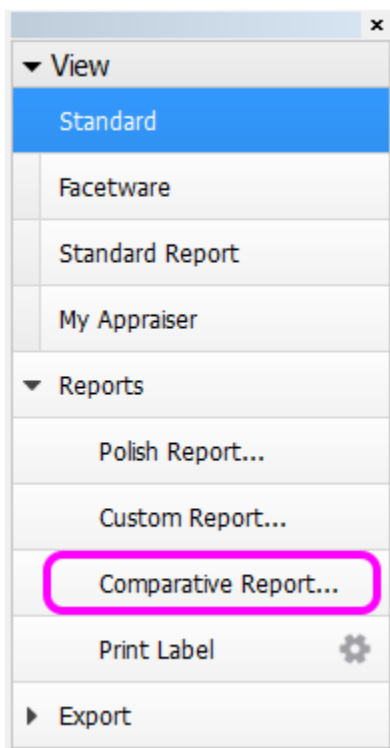 View
Standard
Facetware
Standard Report
My Appraiser
Reports
Polish Report...
Custom Report...
Comparative Report...
Print Label
Export